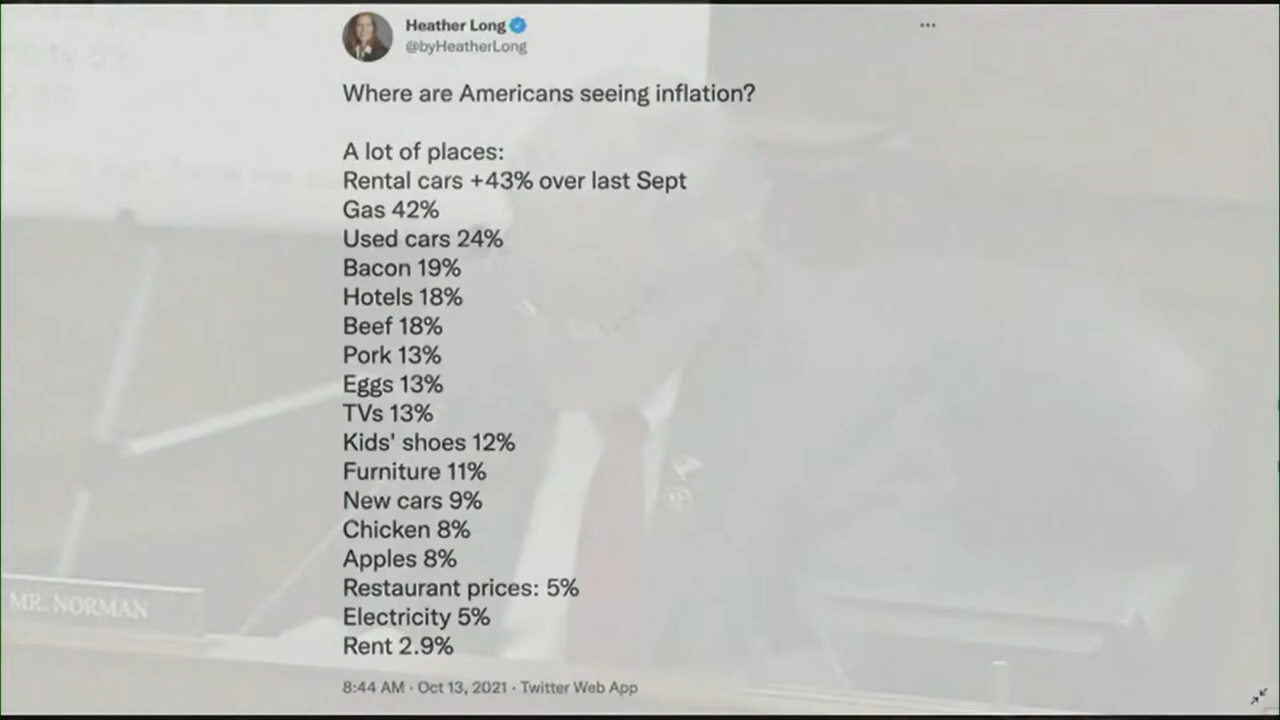 Heather Long
@byHeatherLong
Where are Americans seeing inflation?
A lot of places:
Rental cars +43% over last Sept
Gas 42%
Used cars 24%
Bacon 19%
Hotels 18%
Beef 18%
Pork 13%
Eggs 13%
TVs 13%
Kids' shoes 12%
Furniture 11%
New cars 9%
Chicken 8%
Apples 8%
Restaurant prices: 5%
Electricity 5%
Rent 2.9%
MR. NORMAN
8:44 AM · Oct 13, 2021 · Twitter Web App